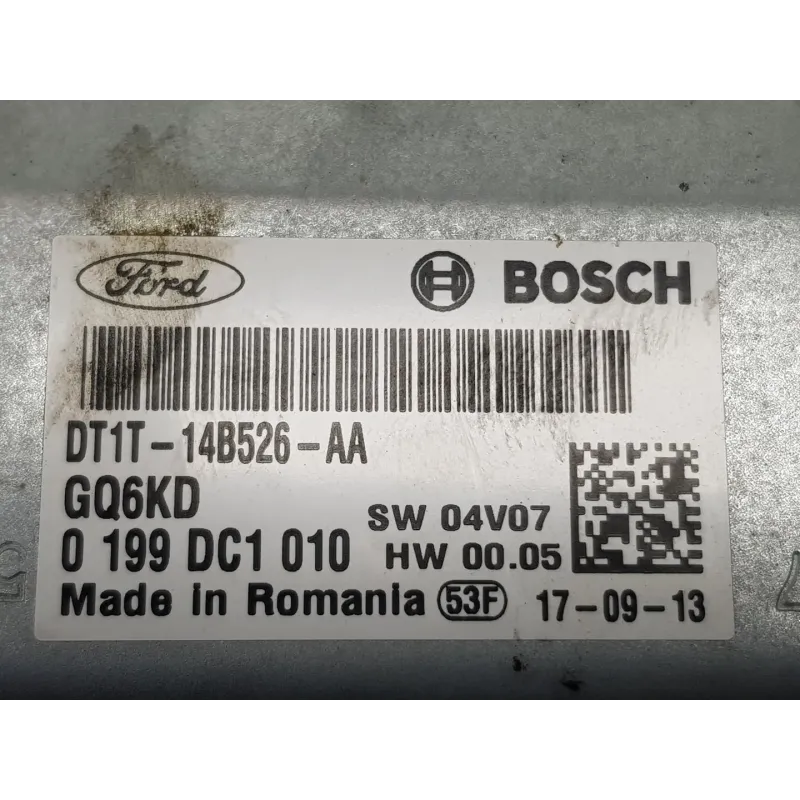 Ford BOSCH
DT1T-14B526-AA
GQ6KD
SW 04V07
0 199 DC1 010 HW 00.05
Made in Romania 53F 17-09-13